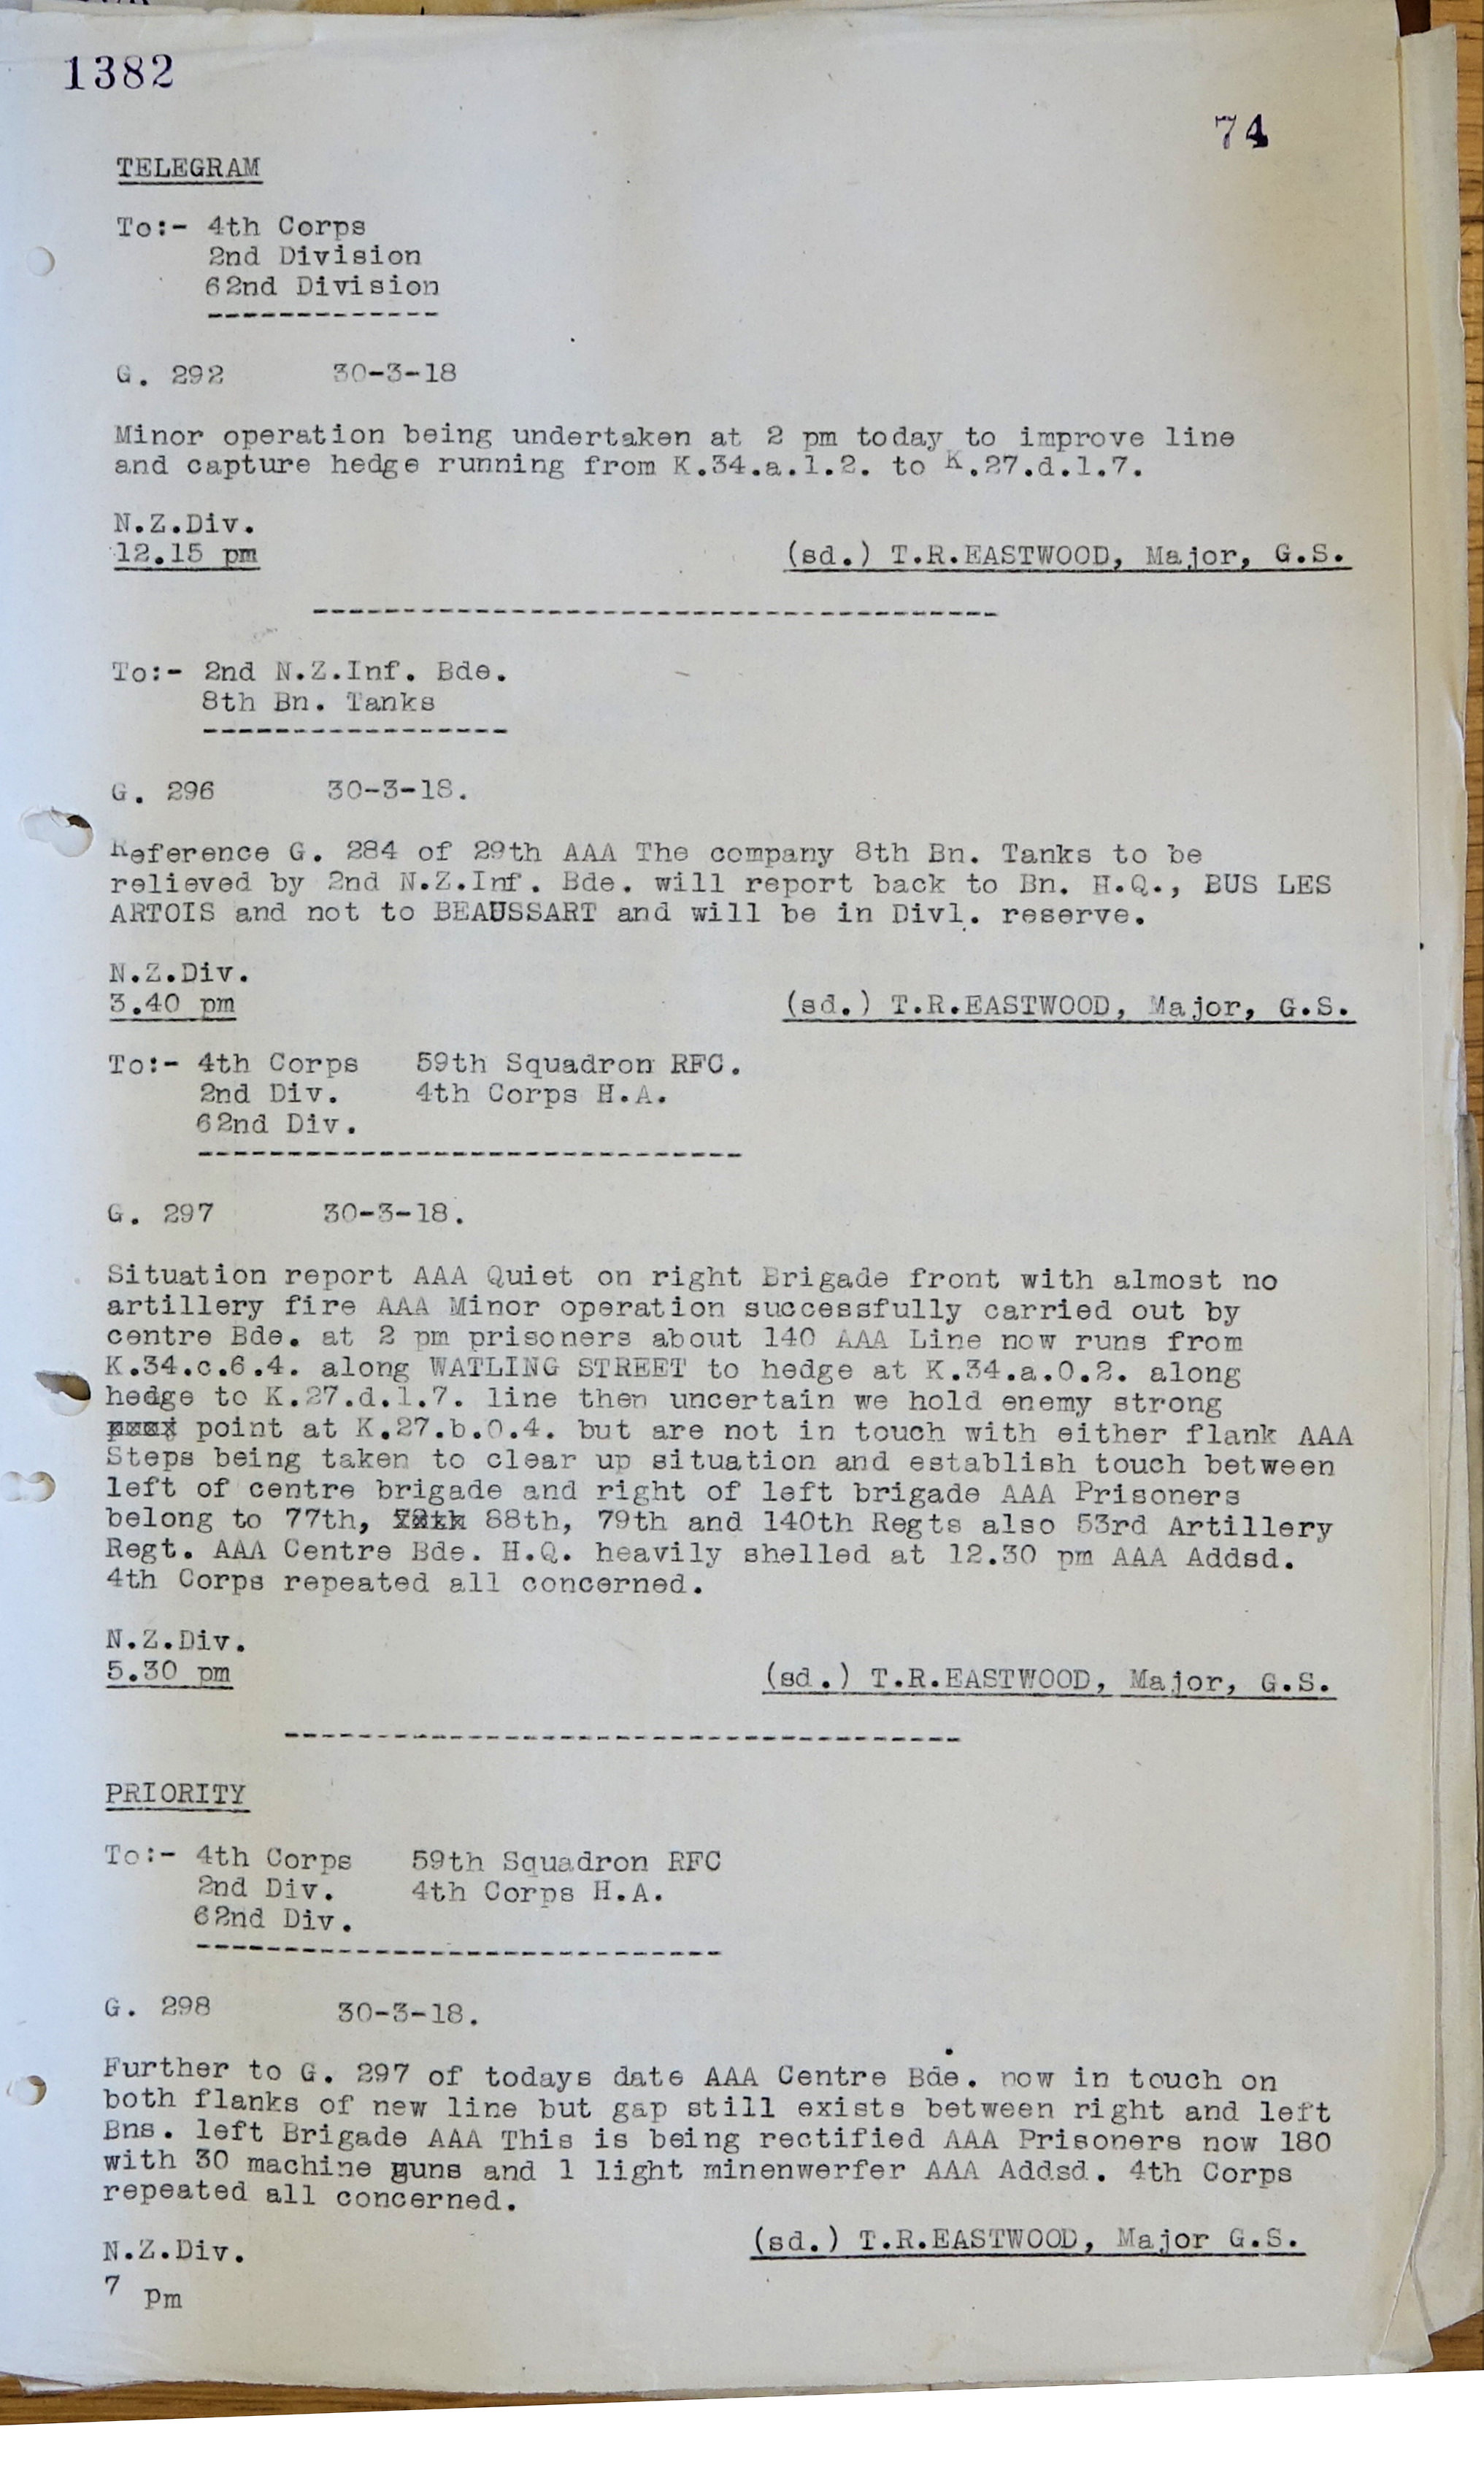 1382
74
TELEGRAM
To:- 4th Corps
2nd Division
62nd Division
-------------
G. 292 30-3-18
Minor operation being undertaken at 2 pm today to improve line
and capture hedge running from K.34.a.1.2. to K.27.d.1.7.
N.Z.Div.
12.15 pm
(sd.) T.R.EASTWOOD, Major, G.S.
--------------------------------------
To:- 2nd N.Z.Inf. Bde.
8th Bn. Tanks
-----------------
G. 296 30-3-18.
Reference G. 284 of 29th AAA The company 8th Bn. Tanks to be
relieved by 2nd N.Z.Inf. Bde. will report back to Bn. H.Q., BUS LES
ARTOIS and not to BEAUSSART and will be in Divl. reserve.
N.Z.Div.
3.40 pm
(sd.) T.R.EASTWOOD, Major, G.S.
To:- 4th Corps 59th Squadron RFC.
2nd Div. 4th Corps H.A.
62nd Div.
------------------------------
G. 297 30-3-18.
Situation report AAA Quiet on right Brigade front with almost no
artillery fire AAA Minor operation successfully carried out by
centre Bde. at 2 pm prisoners about 140 AAA Line now runs from
K.34.c.6.4. along WATLING STREET to hedge at K.34.a.0.2. along
hedge to K.27.d.1.7. line then uncertain we hold enemy strong
point at K.27.b.0.4. but are not in touch with either flank AAA
Steps being taken to clear up situation and establish touch between
left of centre brigade and right of left brigade AAA Prisoners
belong to 77th, 88th, 79th and 140th Regts also 53rd Artillery
Regt. AAA Centre Bde. H.Q. heavily shelled at 12.30 pm AAA Addsd.
4th Corps repeated all concerned.
N.Z.Div.
5.30 pm
(sd.) T.R.EASTWOOD, Major, G.S.
--------------------------------------
PRIORITY
To:- 4th Corps 59th Squadron RFC
2nd Div. 4th Corps H.A.
62nd Div.
-----------------------------
G. 298 30-3-18.
Further to G. 297 of todays date AAA Centre Bde. now in touch on
both flanks of new line but gap still exists between right and left
Bns. left Brigade AAA This is being rectified AAA Prisoners now 180
with 30 machine guns and 1 light minenwerfer AAA Addsd. 4th Corps
repeated all concerned.
(sd.) T.R.EASTWOOD, Major G.S.
N.Z.Div.
7 pm